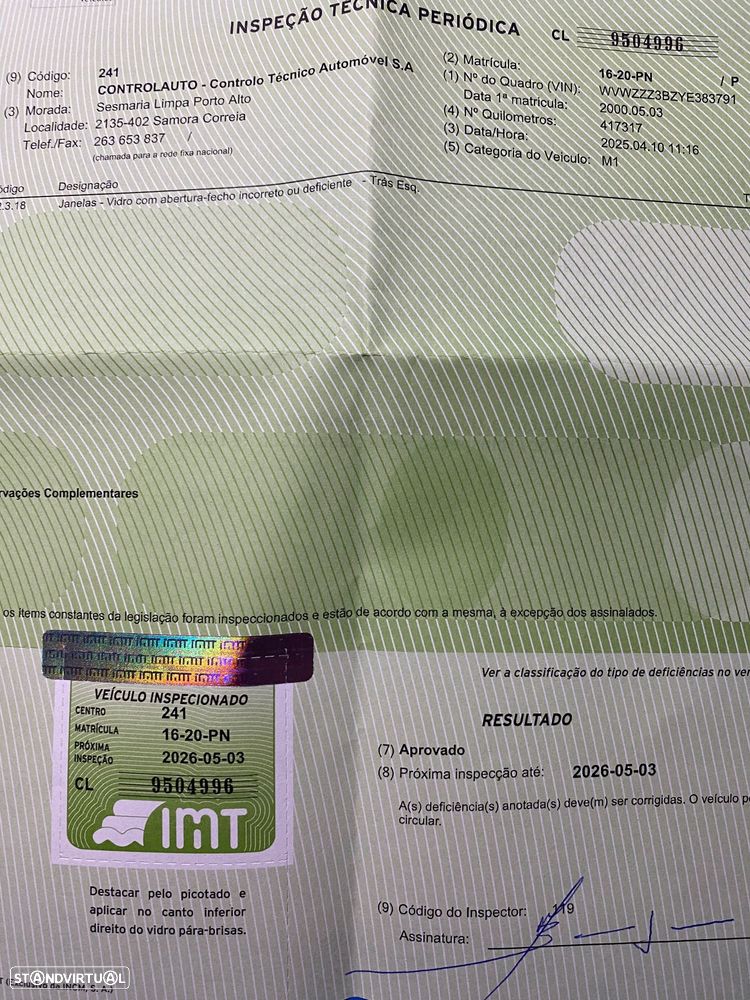 INSPEÇÃO TÉCNICA PERIÓDICA
CL 9504996
(9) Código: 241
Nome: CONTROLAUTO - Controlo Técnico Automóvel S.A
(3) Morada: Sesmaria Limpa Porto Alto
Localidade: 2135-402 Samora Correia
Telef./Fax: 263 653 837 /
(chamada para a rede fixa nacional)
(2) Matrícula: 16-20-PN / P
(1) Nº do Quadro (VIN): WVWZZZ3BZYE383791
Data 1ª matricula: 2000.05.03
(4) Nº Quilometros: 417317
(3) Data/Hora: 2025.04.10 11:16
(5) Categoria do Veiculo: M1
ódigo Designação T
2.3.18 Janelas - Vidro com abertura-fecho incorreto ou deficiente - Trás Esq.
rvações Complementares
os items constantes da legislação foram inspeccionados e estão de acordo com a mesma, à excepção dos assinalados.
Ver a classificação do tipo de deficiências no ver
VEÍCULO INSPECIONADO
CENTRO 241
MATRÍCULA 16-20-PN
PRÓXIMA INSPEÇÃO 2026-05-03
CL 9504996
IMT
RESULTADO
(7) Aprovado
(8) Próxima inspecção até: 2026-05-03
A(s) deficiência(s) anotada(s) deve(m) ser corrigidas. O veículo p
circular.
Destacar pelo picotado e
aplicar no canto inferior
direito do vidro pára-brisas.
(9) Código do Inspector: 119
Assinatura:
STANDVIRTUAL